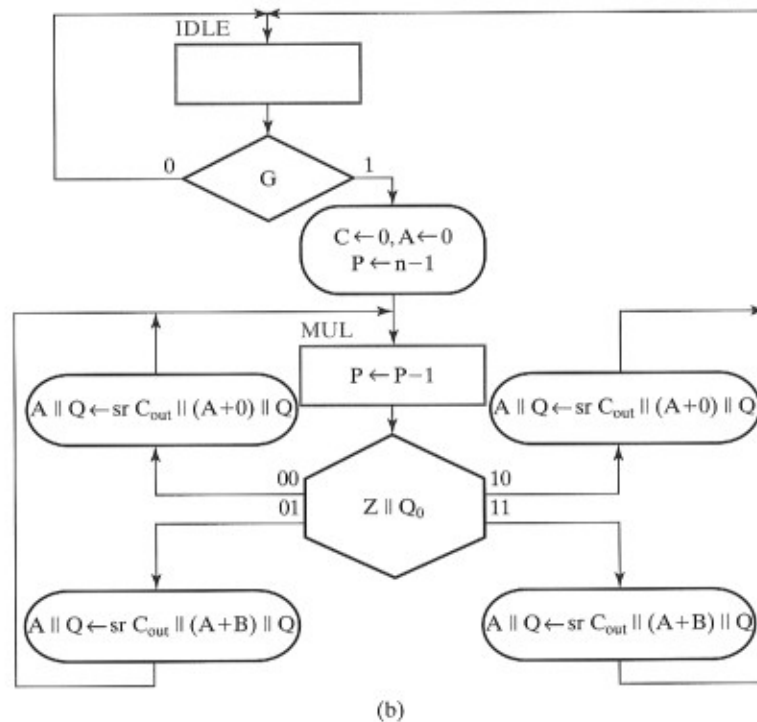 IDLE
0
G
1
C ← 0, A ← 0
P ← n−1
MUL
P ← P−1
A || Q ← sr C_out || (A+0) || Q
A || Q ← sr C_out || (A+0) || Q
00
01
Z || Q₀
10
11
A || Q ← sr C_out || (A+B) || Q
A || Q ← sr C_out || (A+B) || Q
(b)